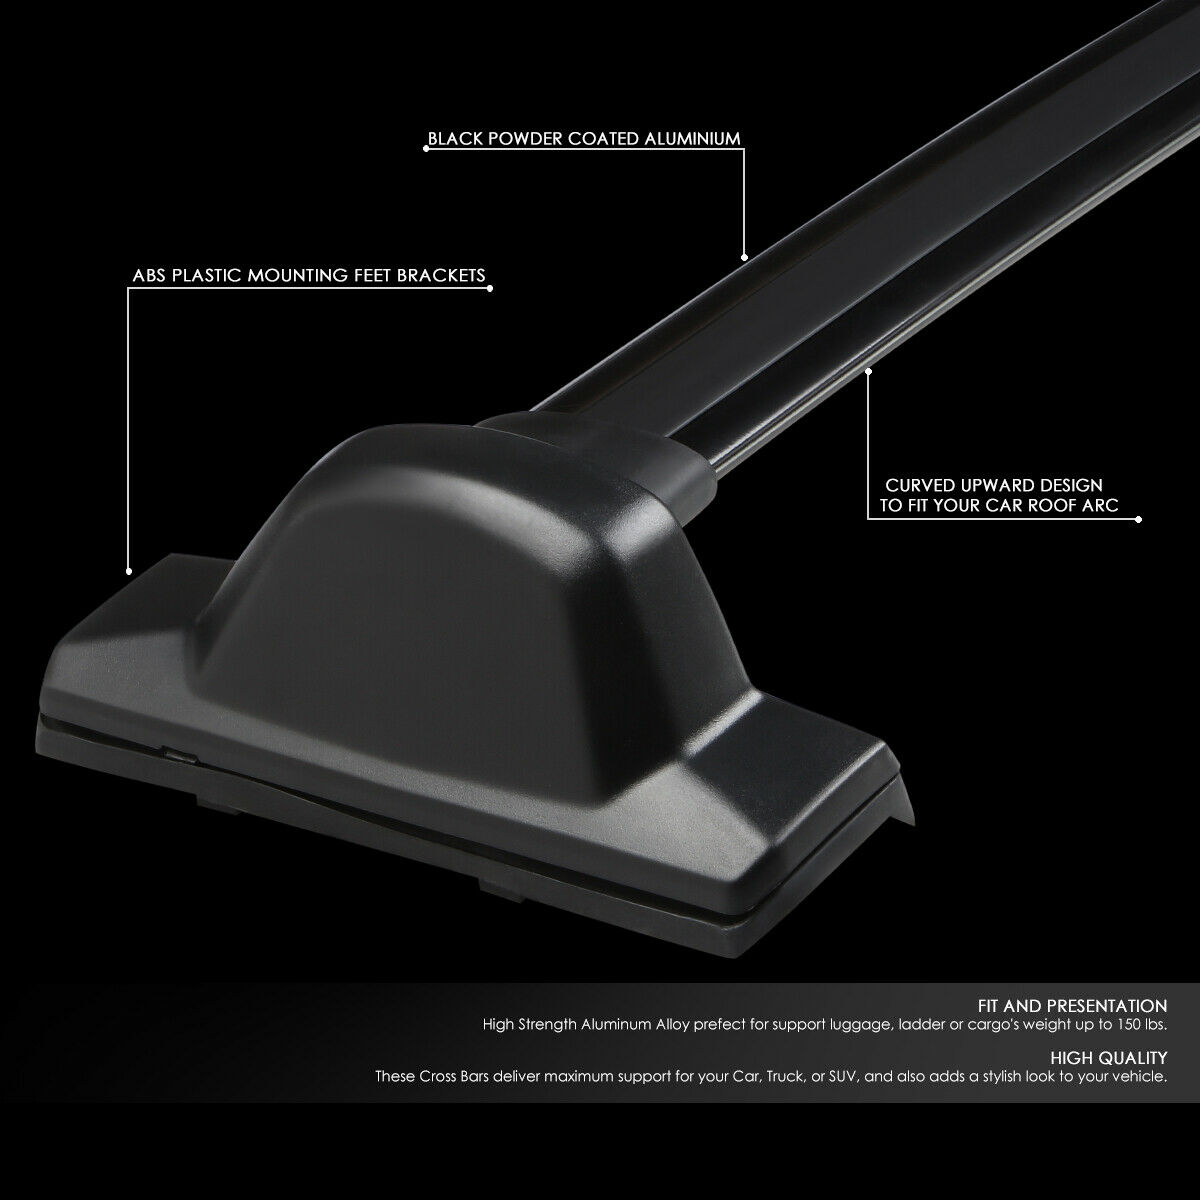 BLACK POWDER COATED ALUMINIUM
ABS PLASTIC MOUNTING FEET BRACKETS
CURVED UPWARD DESIGN
TO FIT YOUR CAR ROOF ARC
FIT AND PRESENTATION
High Strength Aluminum Alloy prefect for support luggage, ladder or cargo's weight up to 150 lbs.
HIGH QUALITY
These Cross Bars deliver maximum support for your Car, Truck, or SUV, and also adds a stylish look to your vehicle.